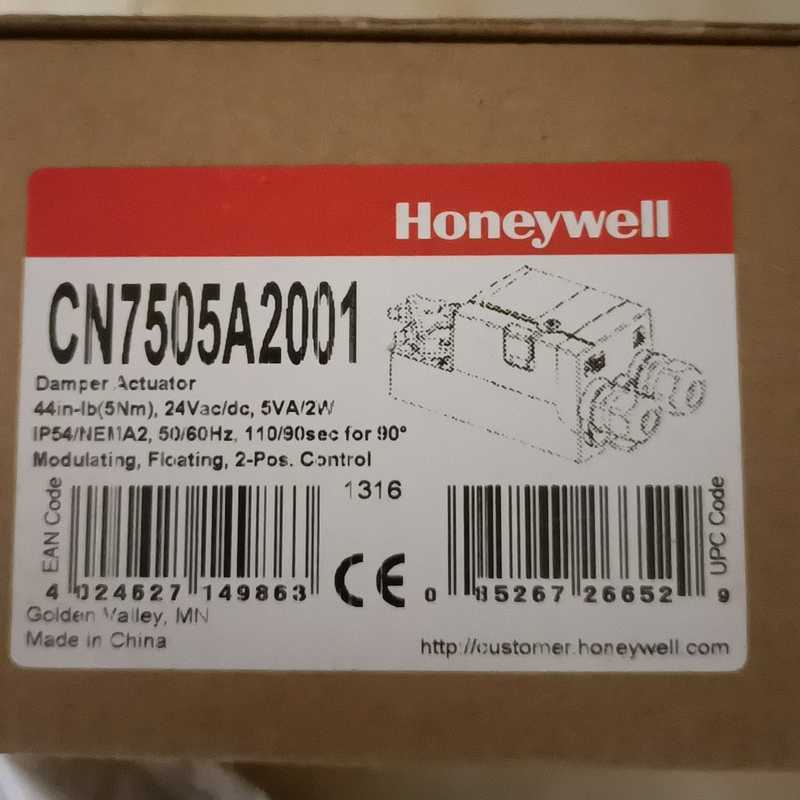 Honeywell
CN7505A2001
Damper Actuator
44in-lb(5Nm), 24Vac/dc, 5VA/2W
IP54/NEMA2, 50/60Hz, 110/90sec for 90°
Modulating, Floating, 2-Pos. Control
1316
EAN Code
4 024627 149863
CE
UPC Code
0 85267 26652 9
Golden Valley, MN
Made in China
http://customer.honeywell.com